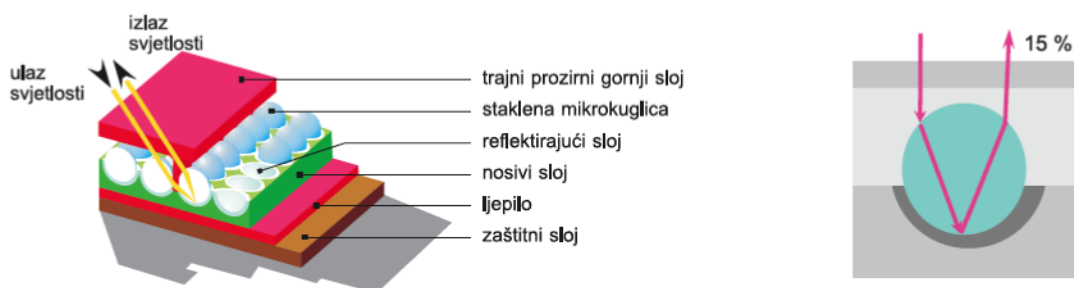 izlaz
svjetlosti
ulaz
svjetlosti
trajni prozirni gornji sloj
staklena mikrokuglica
reflektirajući sloj
nosivi sloj
ljepilo
zaštitni sloj
15 %